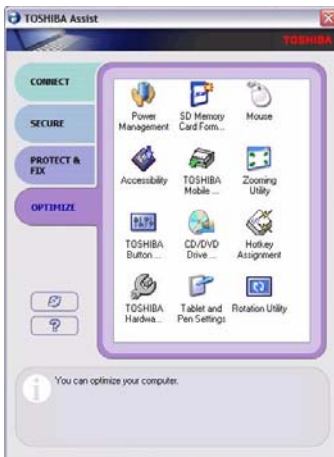 TOSHIBA Assist
TOSHIBA
CONNECT
SECURE
PROTECT &
FIX
OPTIMIZE
Power
Management
SD Memory
Card Form...
Mouse
Accessibility
TOSHIBA
Mobile ...
Zooming
Utility
TOSHIBA
Button ...
CD/DVD
Drive ...
Hotkey
Assignment
TOSHIBA
Hardwa...
Tablet and
Pen Settings
Rotation Utility
?
i
You can optimize your computer.